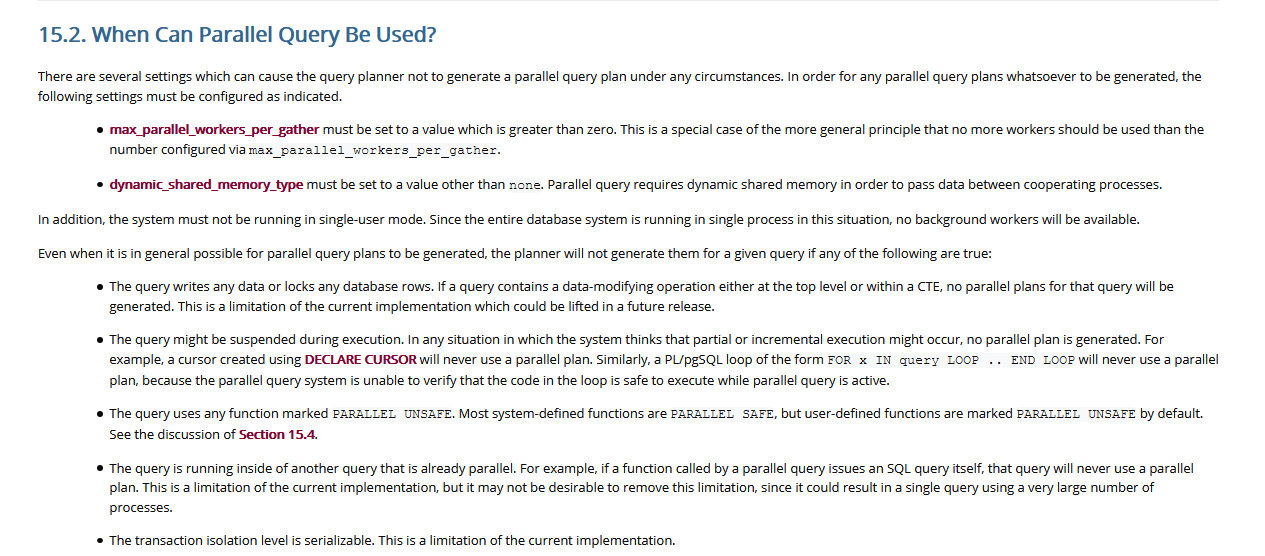 15.2. When Can Parallel Query Be Used?
There are several settings which can cause the query planner not to generate a parallel query plan under any circumstances. In order for any parallel query plans whatsoever to be generated, the
following settings must be configured as indicated.
• max_parallel_workers_per_gather must be set to a value which is greater than zero. This is a special case of the more general principle that no more workers should be used than the
number configured via max_parallel_workers_per_gather.
• dynamic_shared_memory_type must be set to a value other than none. Parallel query requires dynamic shared memory in order to pass data between cooperating processes.
In addition, the system must not be running in single-user mode. Since the entire database system is running in single process in this situation, no background workers will be available.
Even when it is in general possible for parallel query plans to be generated, the planner will not generate them for a given query if any of the following are true:
• The query writes any data or locks any database rows. If a query contains a data-modifying operation either at the top level or within a CTE, no parallel plans for that query will be
generated. This is a limitation of the current implementation which could be lifted in a future release.
• The query might be suspended during execution. In any situation in which the system thinks that partial or incremental execution might occur, no parallel plan is generated. For
example, a cursor created using DECLARE CURSOR will never use a parallel plan. Similarly, a PL/pgSQL loop of the form FOR x IN query LOOP .. END LOOP will never use a parallel
plan, because the parallel query system is unable to verify that the code in the loop is safe to execute while parallel query is active.
• The query uses any function marked PARALLEL UNSAFE. Most system-defined functions are PARALLEL SAFE, but user-defined functions are marked PARALLEL UNSAFE by default.
See the discussion of Section 15.4.
• The query is running inside of another query that is already parallel. For example, if a function called by a parallel query issues an SQL query itself, that query will never use a parallel
plan. This is a limitation of the current implementation, but it may not be desirable to remove this limitation, since it could result in a single query using a very large number of
processes.
• The transaction isolation level is serializable. This is a limitation of the current implementation.